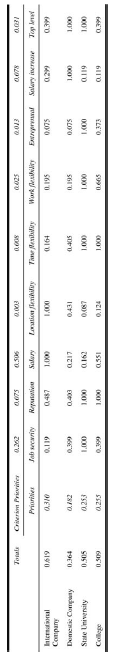 Totals Criterion Priorities 0.262 0.075 0.506 0.003 0.008 0.025 0.013 0.078 0.031
Priorities Job security Reputation Salary Location flexibility Time flexibility Work flexibility Salary increase Top level
International 0.619 0.310 0.119 0.487 1.000 1.000 0.164 0.195 0.075 0.299 0.399
Company
Domestic Company 0.364 0.182 0.399 0.403 0.217 0.431 0.405 0.195 0.075 1.000 1.000
State University 0.505 0.253 1.000 1.000 0.162 0.087 1.000 1.000 1.000 0.119 1.000
College 0.509 0.255 0.399 1.000 0.551 0.124 1.000 0.665 0.373 0.119 0.399